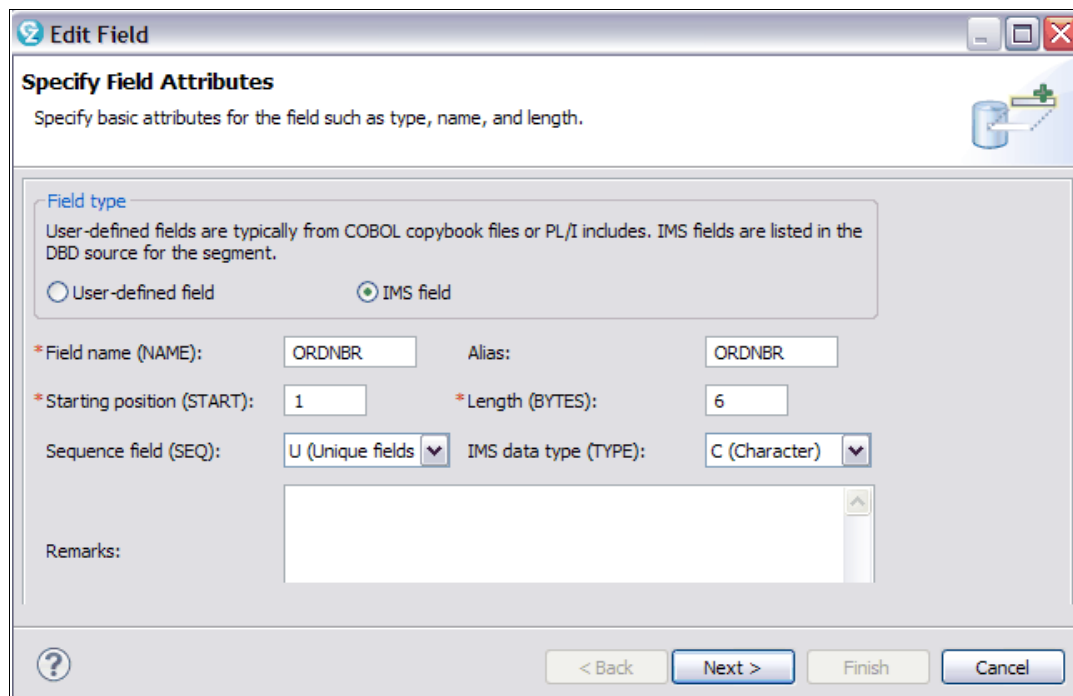 Edit Field
Specify Field Attributes
Specify basic attributes for the field such as type, name, and length.
Field type
User-defined fields are typically from COBOL copybook files or PL/I includes. IMS fields are listed in the
DBD source for the segment.
User-defined field IMS field
*Field name (NAME): ORDNBR Alias: ORDNBR
*Starting position (START): 1 *Length (BYTES): 6
Sequence field (SEQ): U (Unique fields IMS data type (TYPE): C (Character)
Remarks:
? < Back Next > Finish Cancel